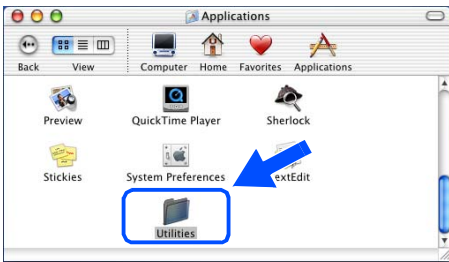 Applications
Back View Computer Home Favorites Applications
Preview QuickTime Player Sherlock
Stickies System Preferences extEdit
Utilities